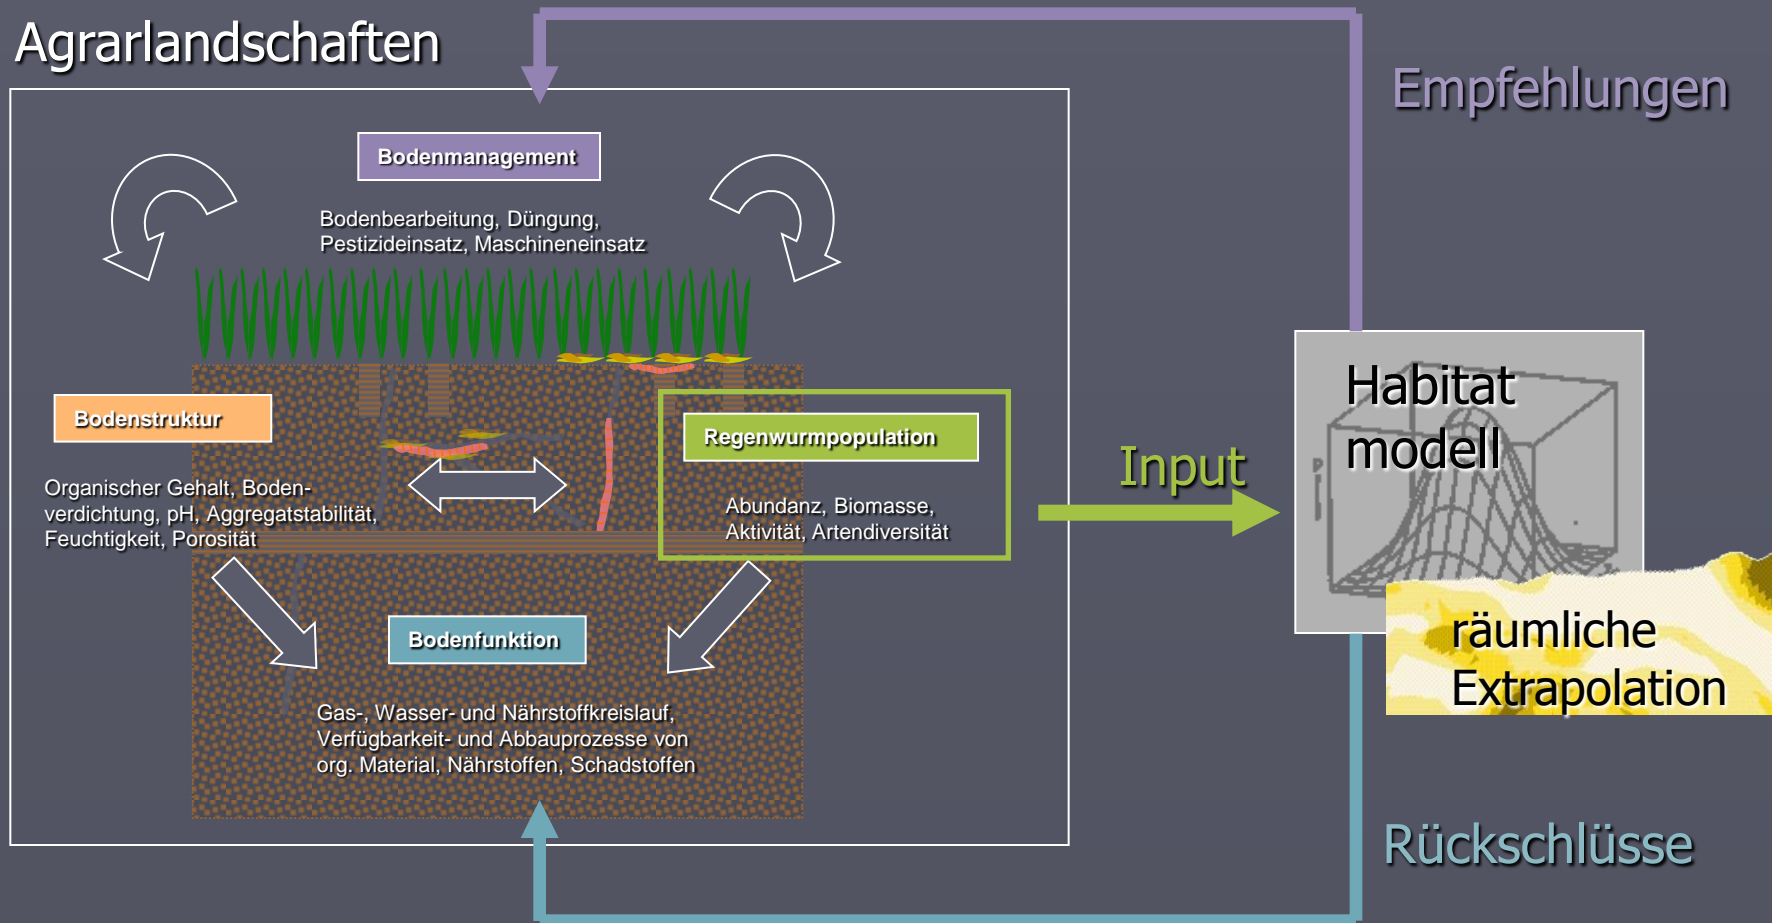 Agrarlandschaften
Empfehlungen
Bodenmanagement
Bodenbearbeitung, Düngung,
Pestizideinsatz, Maschineneinsatz
Bodenstruktur
Organischer Gehalt, Boden-
verdichtung, pH, Aggregatstabilität,
Feuchtigkeit, Porosität
Regenwurmpopulation
Abundanz, Biomasse,
Aktivität, Artendiversität
Input
Habitat
modell
räumliche
Extrapolation
Bodenfunktion
Gas-, Wasser- und Nährstoffkreislauf,
Verfügbarkeit- und Abbauprozesse von
org. Material, Nährstoffen, Schadstoffen
Rückschlüsse